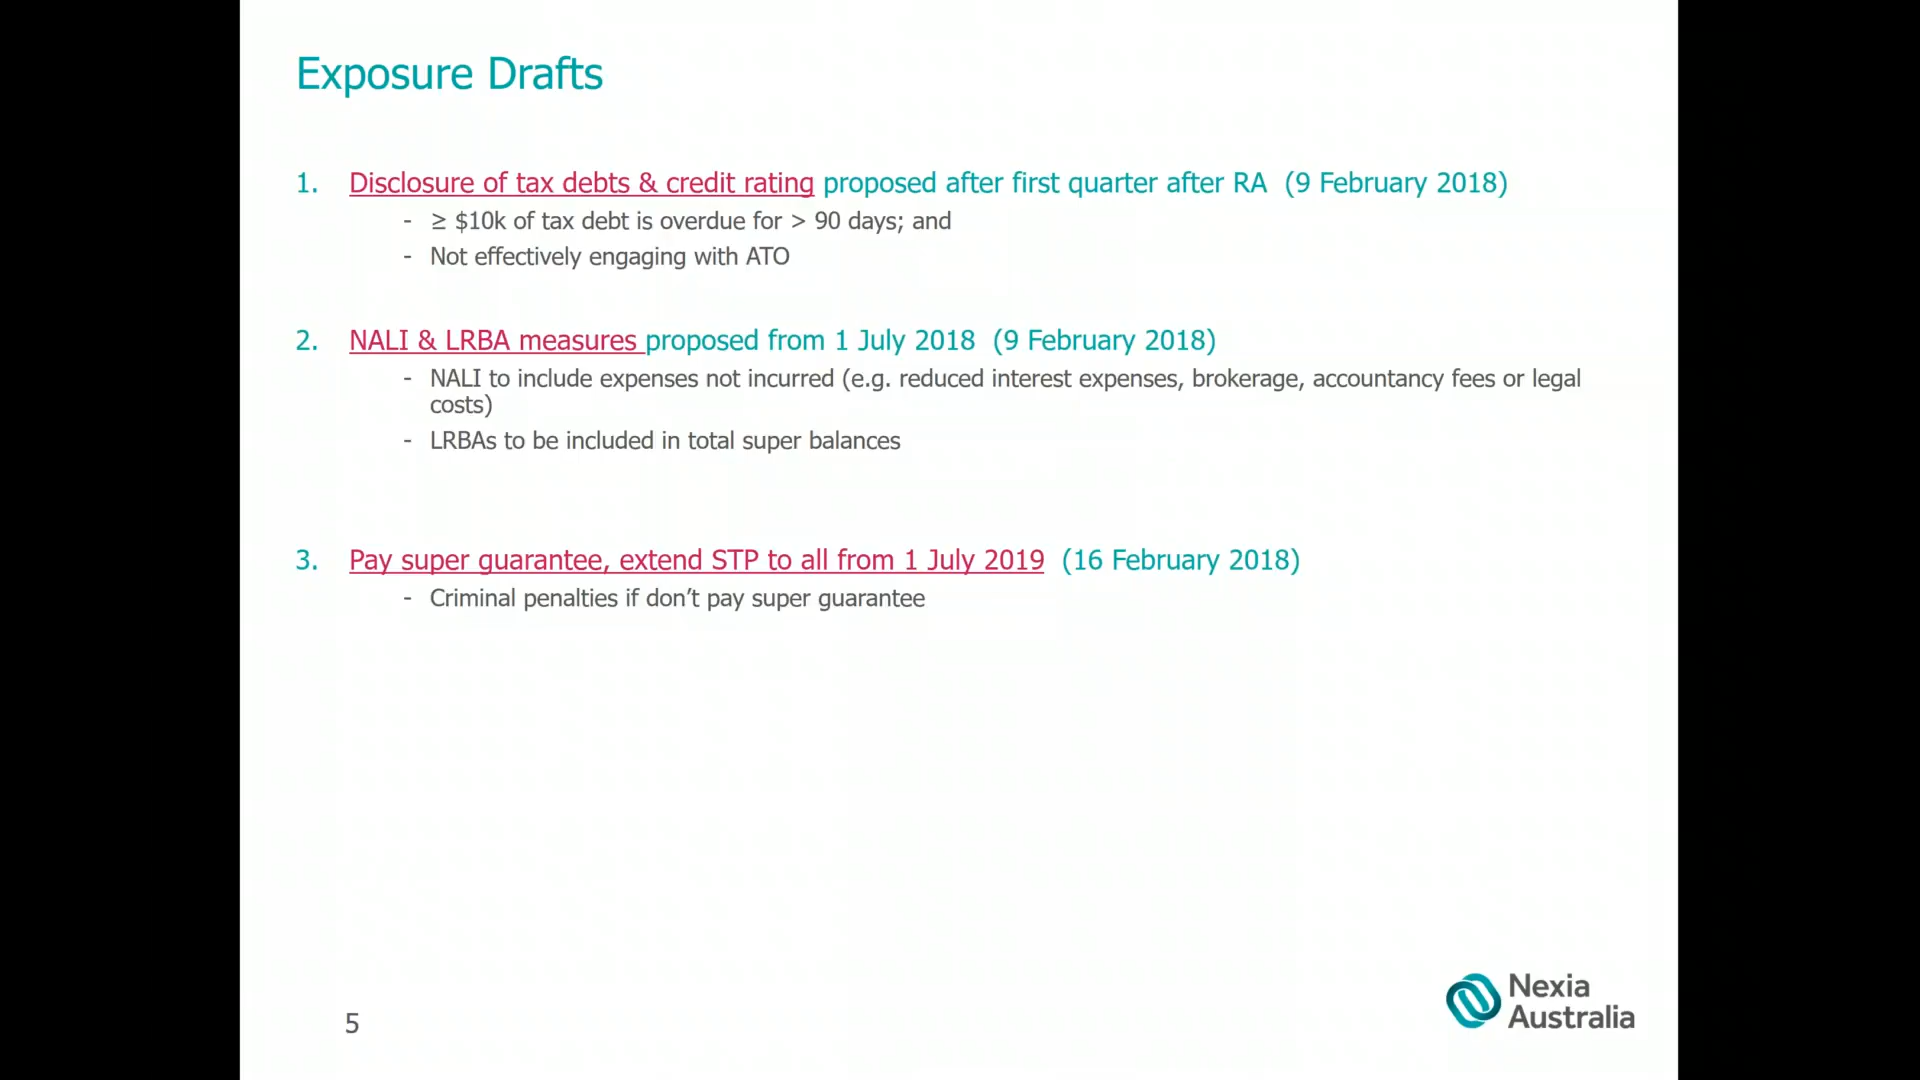 Exposure Drafts
1. Disclosure of tax debts & credit rating proposed after first quarter after RA (9 February 2018)
- ≥ $10k of tax debt is overdue for > 90 days; and
- Not effectively engaging with ATO
2. NALI & LRBA measures proposed from 1 July 2018 (9 February 2018)
- NALI to include expenses not incurred (e.g. reduced interest expenses, brokerage, accountancy fees or legal
costs)
- LRBAs to be included in total super balances
3. Pay super guarantee, extend STP to all from 1 July 2019 (16 February 2018)
- Criminal penalties if don’t pay super guarantee
5
Nexia
Australia